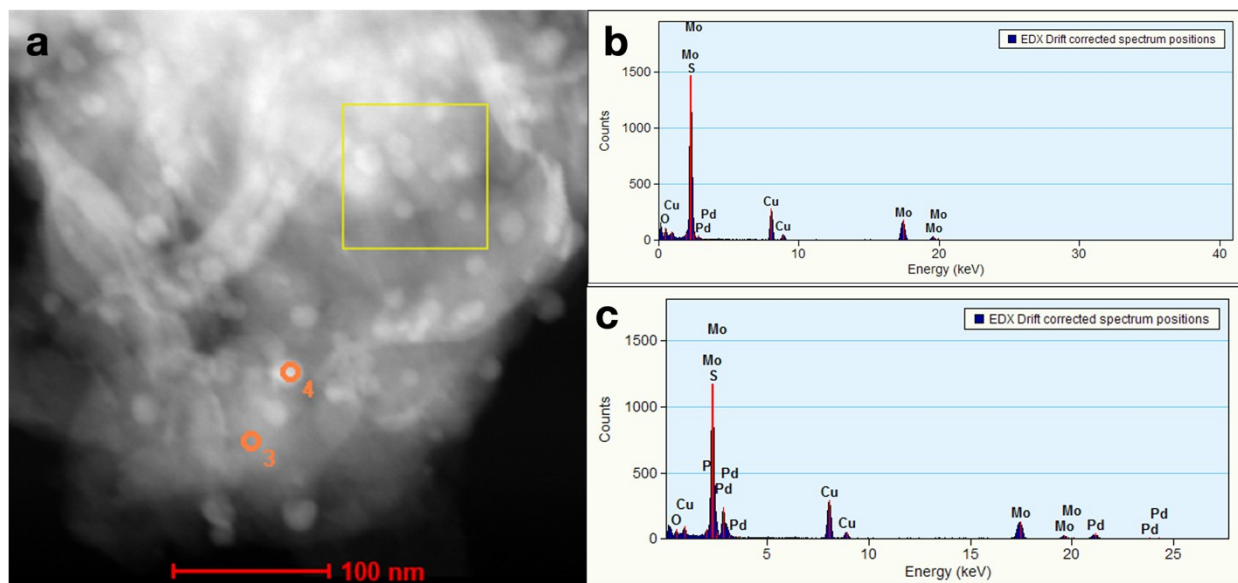 a
4
3
100 nm
b
EDX Drift corrected spectrum positions
Mo
Mo
S
1500
1000
500
0
Counts
Cu
O
Pd
Pd
Cu
Cu
Mo
Mo
Mo
0
10
20
30
40
Energy (keV)
c
EDX Drift corrected spectrum positions
Mo
Mo
S
1500
1000
500
0
Counts
P
Pd
Pd
Pd
Cu
O
Cu
Cu
Mo
Mo
Mo
Pd
Pd
Pd
5
10
15
20
25
Energy (keV)